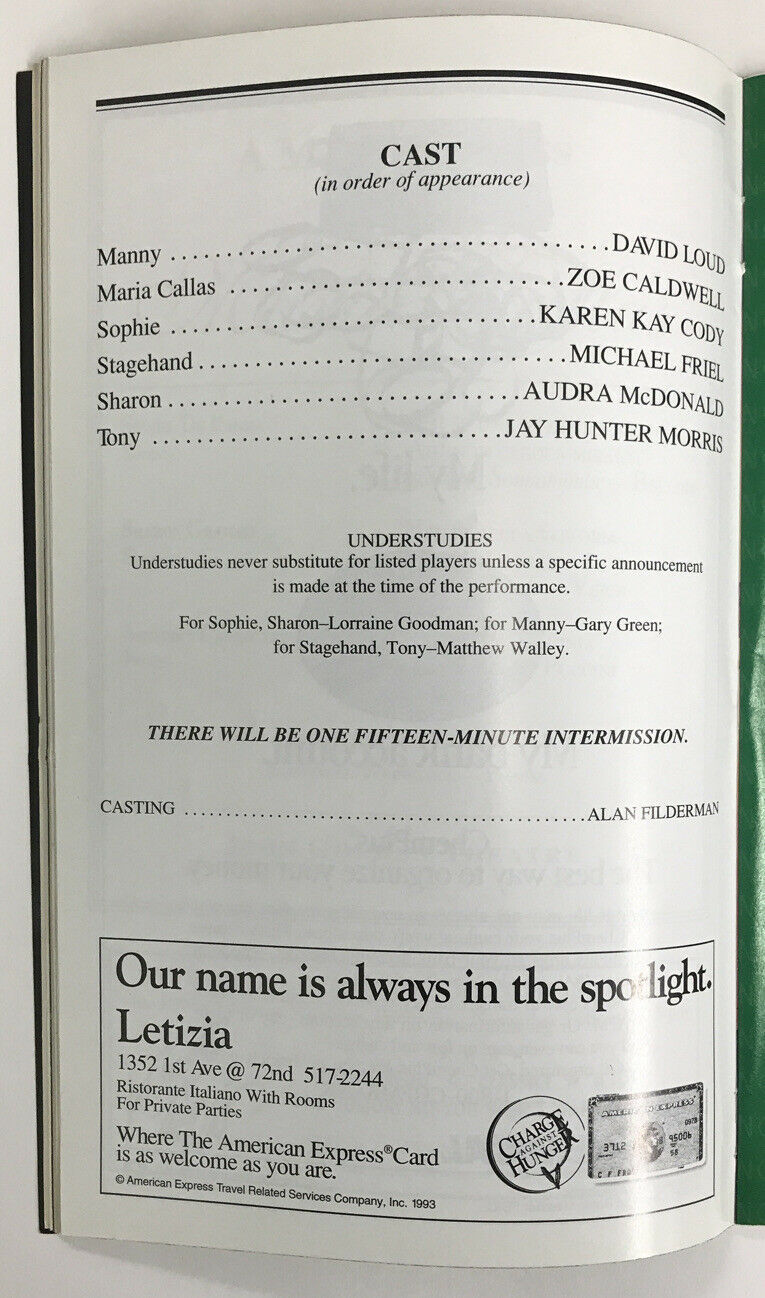 CAST
(in order of appearance)
Manny ........................................DAVID LOUD
Maria Callas ..............................ZOE CALDWELL
Sophie .................................KAREN KAY CODY
Stagehand .................................MICHAEL FRIEL
Sharon ................................AUDRA McDONALD
Tony ................................JAY HUNTER MORRIS
UNDERSTUDIES
Understudies never substitute for listed players unless a specific announcement
is made at the time of the performance.
For Sophie, Sharon–Lorraine Goodman; for Manny–Gary Green;
for Stagehand, Tony–Matthew Walley.
THERE WILL BE ONE FIFTEEN-MINUTE INTERMISSION.
CASTING ................................................ALAN FILDERMAN
Our name is always in the spotlight.
Letizia
1352 1st Ave @ 72nd 517-2244
Ristorante Italiano With Rooms
For Private Parties
Where The American Express®Card
is as welcome as you are.
© American Express Travel Related Services Company, Inc. 1993
CHARGE
AGAINST
HUNGER
AMERICAN EXPRESS
3712
95006